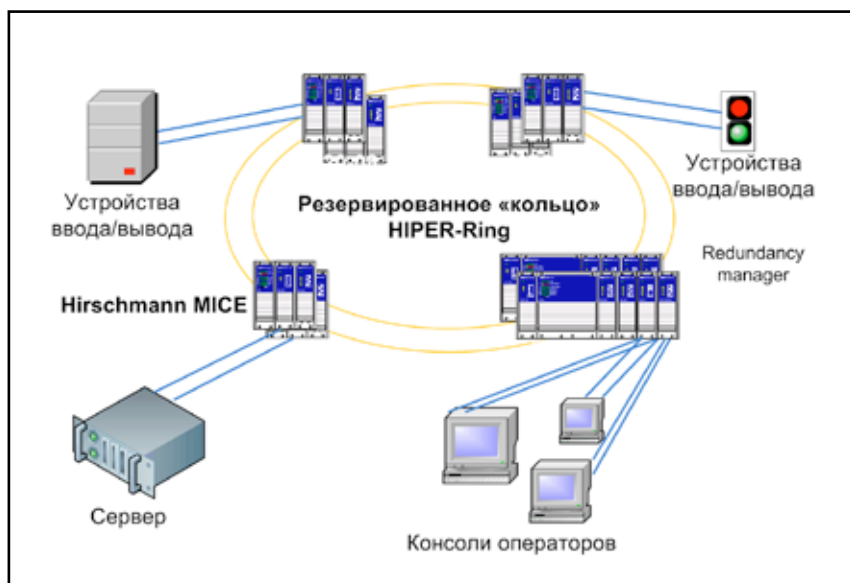 Устройства
ввода/вывода
Устройства
ввода/вывода
Резервированное «кольцо»
HIPER-Ring
Redundancy
manager
Hirschmann MICE
Сервер
Консоли операторов